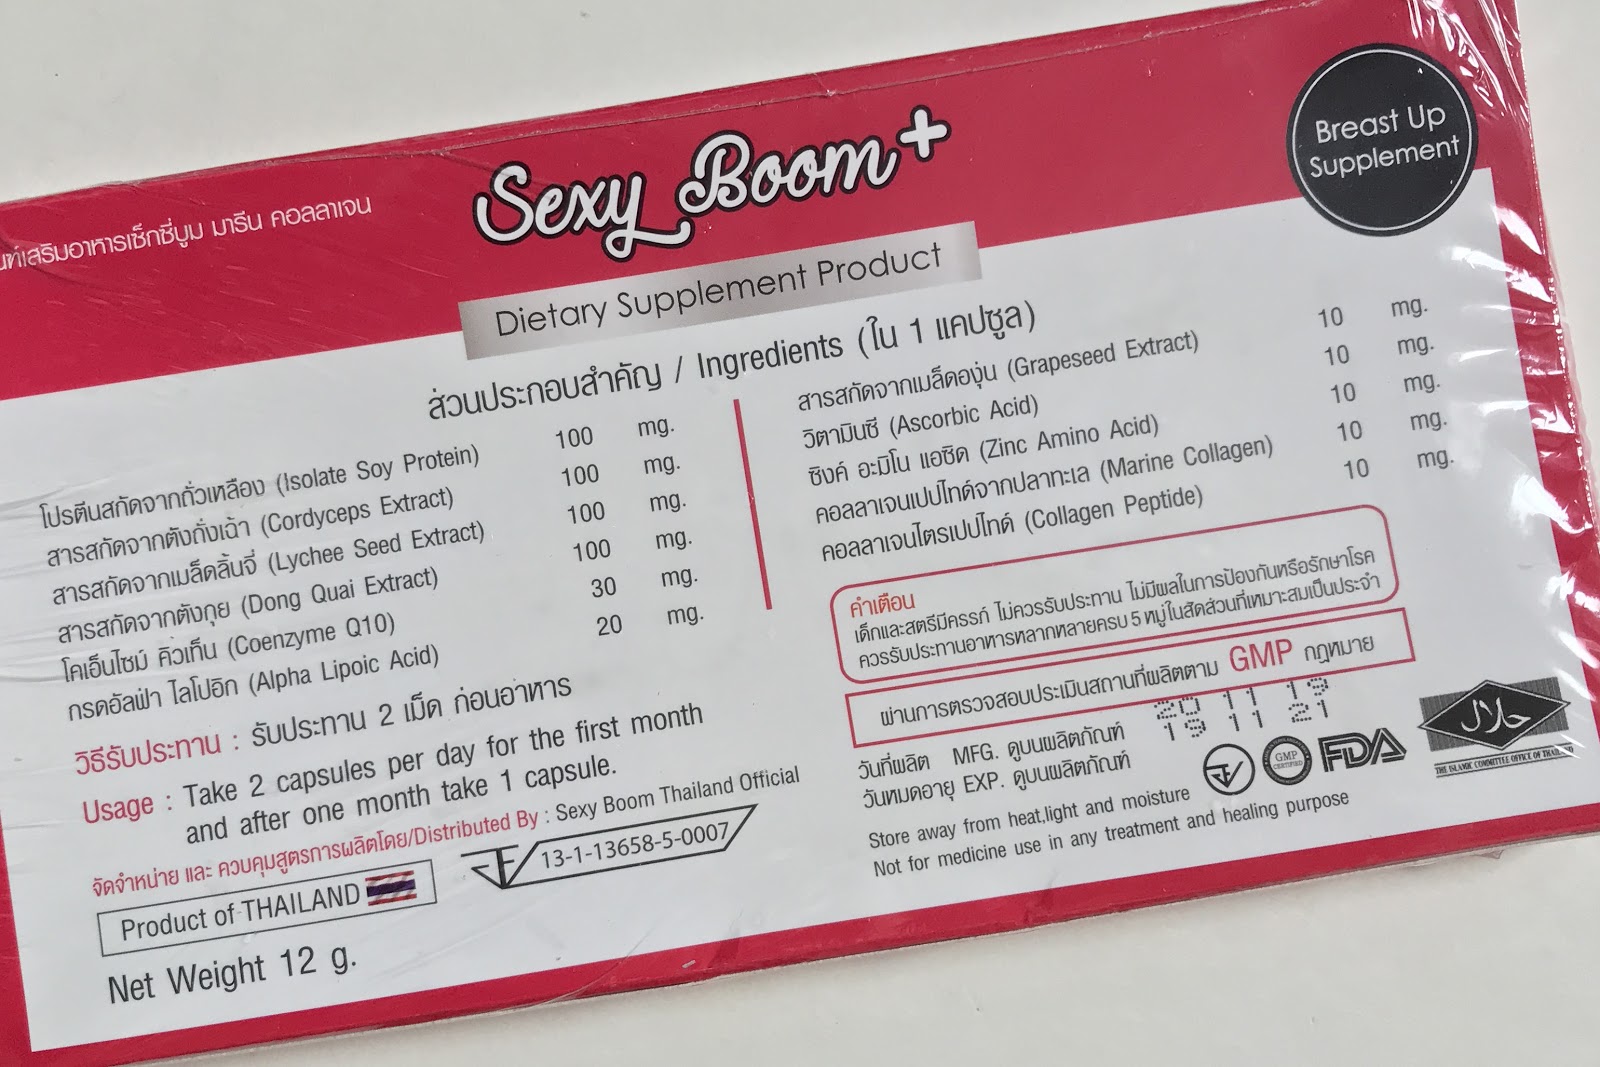 Breast Up
Supplement
Sexy Boom+
เสริมอาหารเซ็กซี่บูม มารีน คอลลาเจน
Dietary Supplement Product
ส่วนประกอบสำคัญ / Ingredients (ใน 1 แคปซูล)
โปรตีนสกัดจากถั่วเหลือง (Isolate Soy Protein) 100 mg.
สารสกัดจากตังถั่งเฉ้า (Cordyceps Extract) 100 mg.
สารสกัดจากเมล็ดลิ้นจี่ (Lychee Seed Extract) 100 mg.
สารสกัดจากตังกุย (Dong Quai Extract) 100 mg.
โคเอ็นไซม์ คิวเท็น (Coenzyme Q10) 30 mg.
กรดอัลฟ่า ไลโปอิก (Alpha Lipoic Acid) 20 mg.
สารสกัดจากเมล็ดองุ่น (Grapeseed Extract) 10 mg.
วิตามินซี (Ascorbic Acid) 10 mg.
ซิงค์ อะมิโน แอซิด (Zinc Amino Acid) 10 mg.
คอลลาเจนเปปไทด์จากปลาทะเล (Marine Collagen) 10 mg.
คอลลาเจนไตรเปปไทด์ (Collagen Peptide) 10 mg.
วิธีรับประทาน : รับประทาน 2 เม็ด ก่อนอาหาร
Usage : Take 2 capsules per day for the first month
and after one month take 1 capsule.
จัดจำหน่าย และ ควบคุมสูตรการผลิตโดย/Distributed By : Sexy Boom Thailand Official
Product of THAILAND
13-1-13658-5-0007
Net Weight 12 g.
คำเตือน
เด็กและสตรีมีครรภ์ ไม่ควรรับประทาน ไม่มีผลในการป้องกันหรือรักษาโรค
ควรรับประทานอาหารหลากหลายครบ 5 หมู่ในสัดส่วนที่เหมาะสมเป็นประจำ
ผ่านการตรวจสอบประเมินสถานที่ผลิตตาม GMP กฎหมาย
วันที่ผลิต MFG. ดูบนผลิตภัณฑ์ 20 11 19
วันหมดอายุ EXP. ดูบนผลิตภัณฑ์ 19 11 21
GMP
CERTIFIED
FDA
حلال
THE ISLAMIC COMMITTEE OFFICE OF THAILAND
Store away from heat,light and moisture
Not for medicine use in any treatment and healing purpose